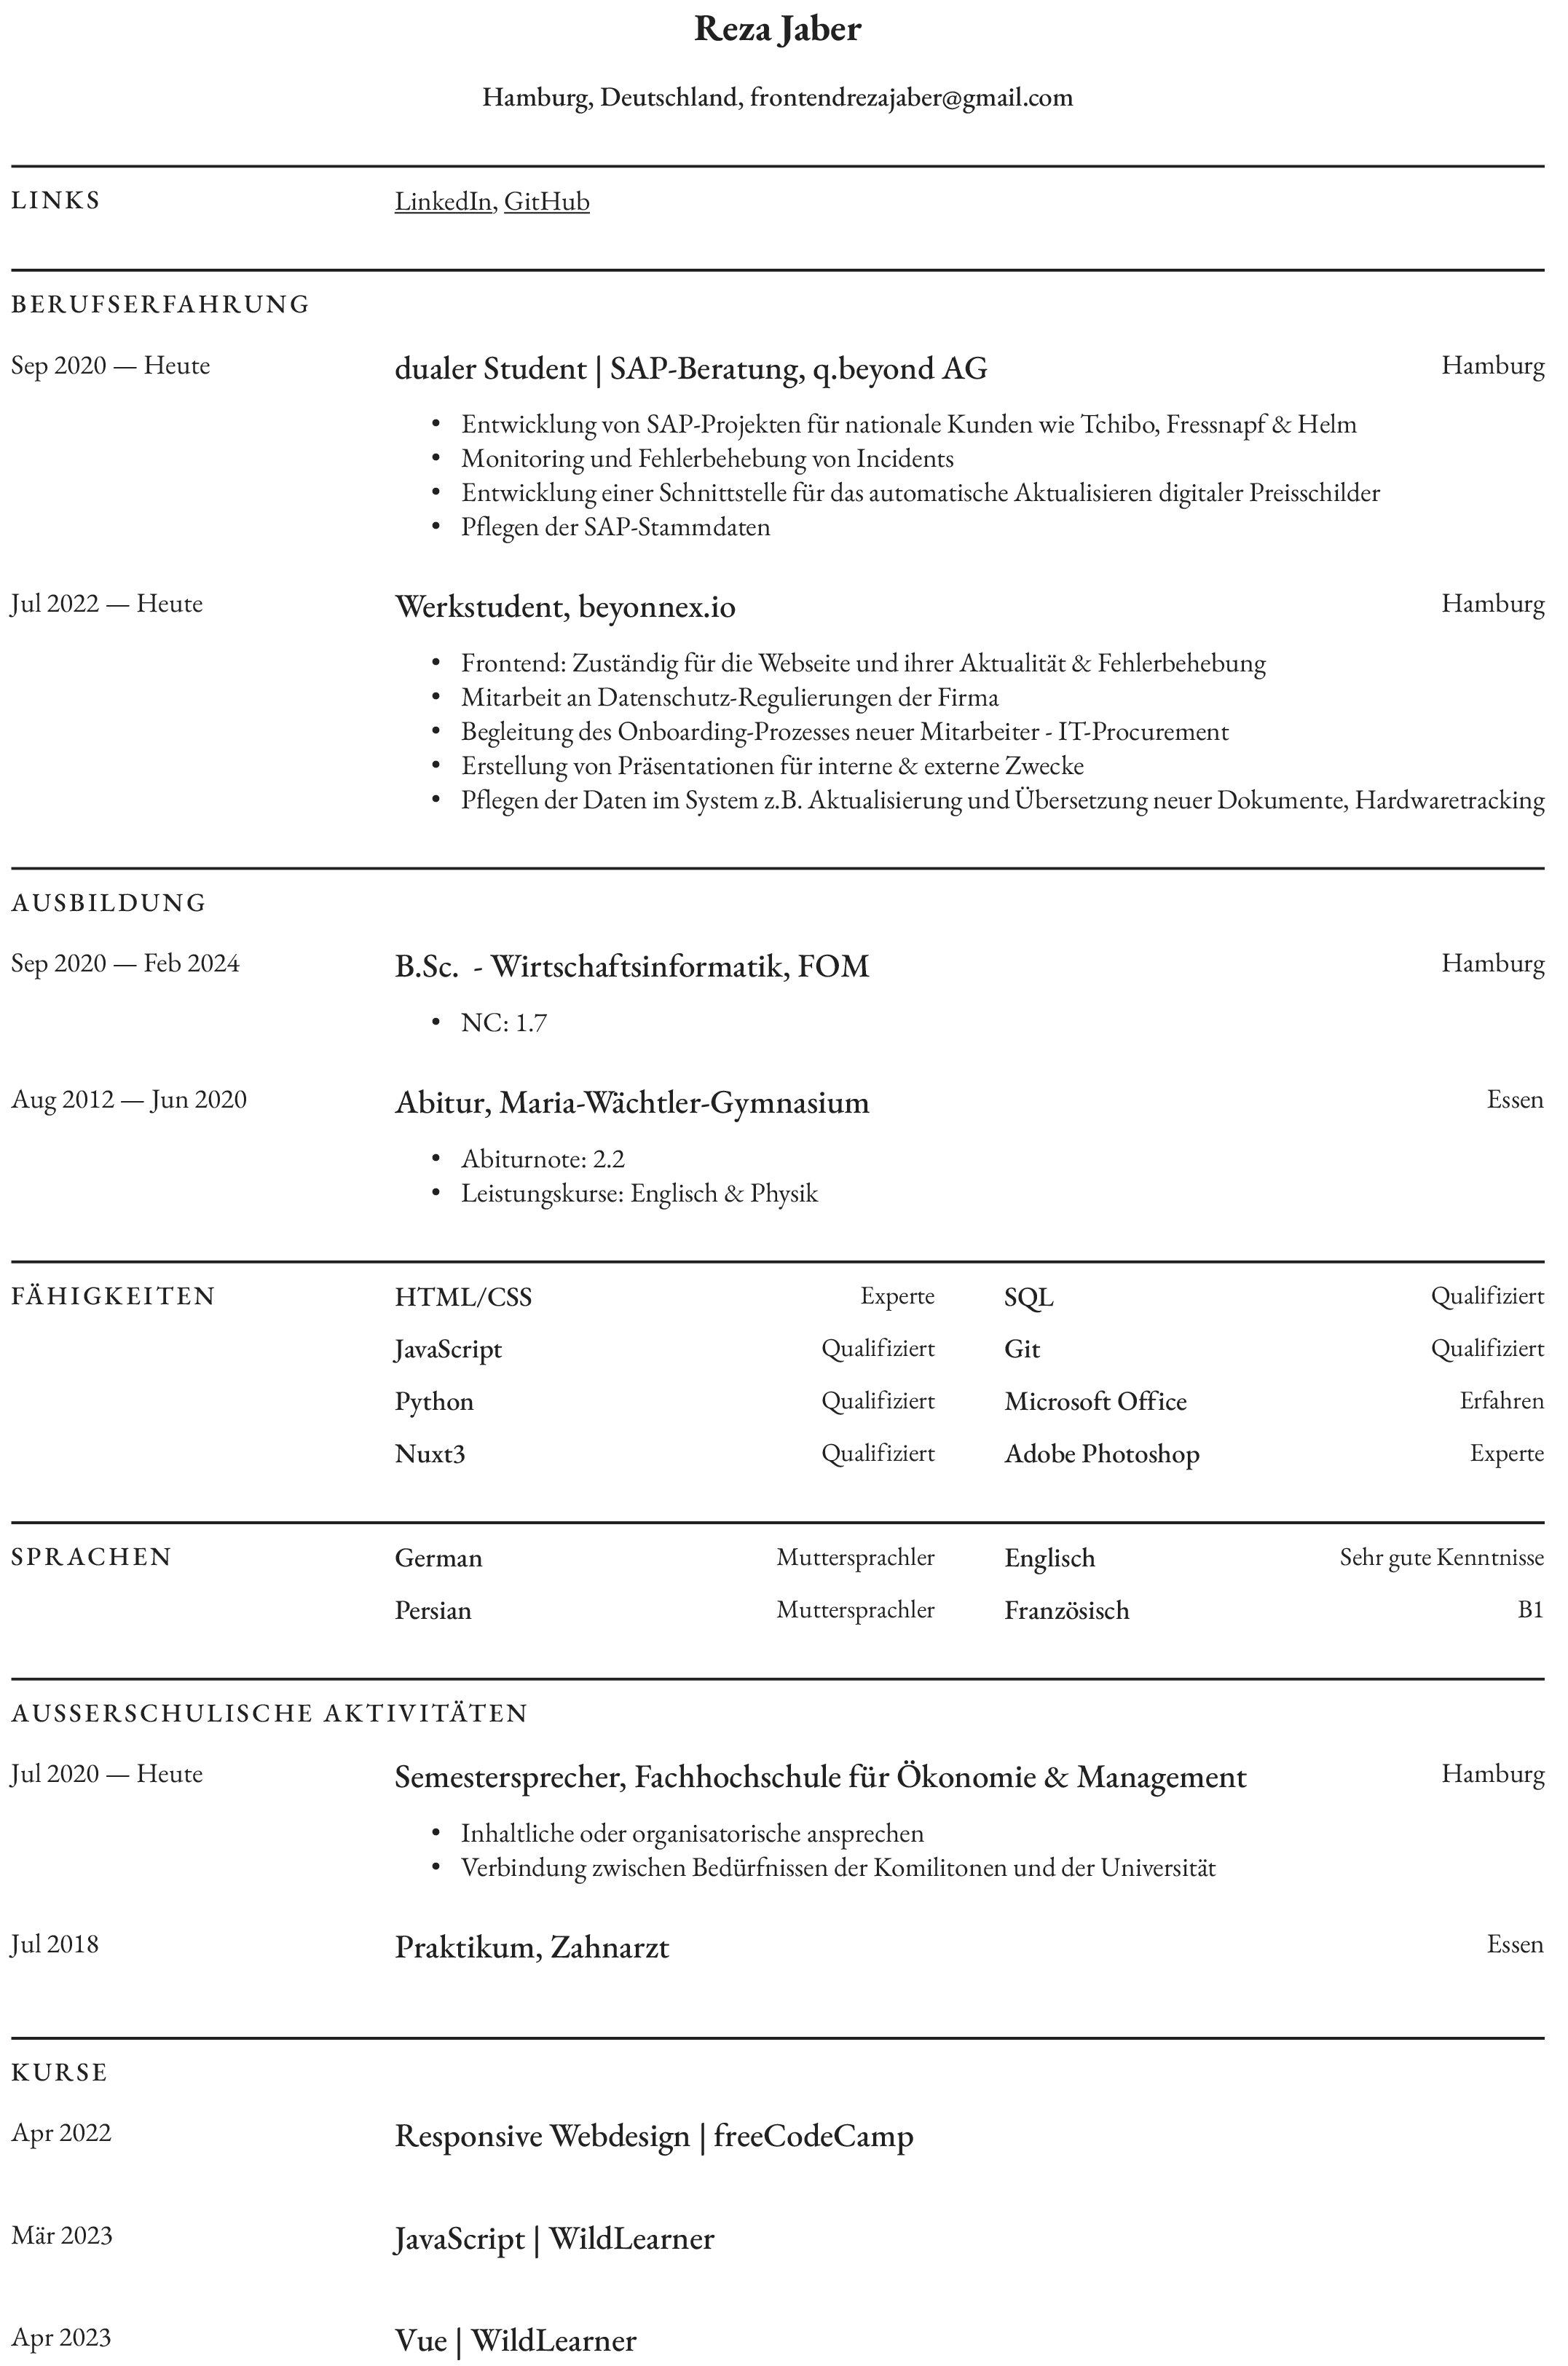 Reza Jaber
Hamburg, Deutschland, frontendrezajaber@gmail.com
LINKS LinkedIn, GitHub
BERUFSERFAHRUNG
Sep 2020 — Heute dualer Student | SAP-Beratung, q.beyond AG Hamburg
• Entwicklung von SAP-Projekten für nationale Kunden wie Tchibo, Fressnapf & Helm
• Monitoring und Fehlerbehebung von Incidents
• Entwicklung einer Schnittstelle für das automatische Aktualisieren digitaler Preisschilder
• Pflegen der SAP-Stammdaten
Jul 2022 — Heute Werkstudent, beyonnex.io Hamburg
• Frontend: Zuständig für die Webseite und ihrer Aktualität & Fehlerbehebung
• Mitarbeit an Datenschutz-Regulierungen der Firma
• Begleitung des Onboarding-Prozesses neuer Mitarbeiter - IT-Procurement
• Erstellung von Präsentationen für interne & externe Zwecke
• Pflegen der Daten im System z.B. Aktualisierung und Übersetzung neuer Dokumente, Hardwaretracking
AUSBILDUNG
Sep 2020 — Feb 2024 B.Sc. - Wirtschaftsinformatik, FOM Hamburg
• NC: 1.7
Aug 2012 — Jun 2020 Abitur, Maria-Wächtler-Gymnasium Essen
• Abiturnote: 2.2
• Leistungskurse: Englisch & Physik
FÄHIGKEITEN HTML/CSS Experte SQL Qualifiziert
JavaScript Qualifiziert Git Qualifiziert
Python Qualifiziert Microsoft Office Erfahren
Nuxt3 Qualifiziert Adobe Photoshop Experte
SPRACHEN German Muttersprachler Englisch Sehr gute Kenntnisse
Persian Muttersprachler Französisch B1
AUSSERSCHULISCHE AKTIVITÄTEN
Jul 2020 — Heute Semestersprecher, Fachhochschule für Ökonomie & Management Hamburg
• Inhaltliche oder organisatorische ansprechen
• Verbindung zwischen Bedürfnissen der Komilitonen und der Universität
Jul 2018 Praktikum, Zahnarzt Essen
KURSE
Apr 2022 Responsive Webdesign | freeCodeCamp
Mär 2023 JavaScript | WildLearner
Apr 2023 Vue | WildLearner